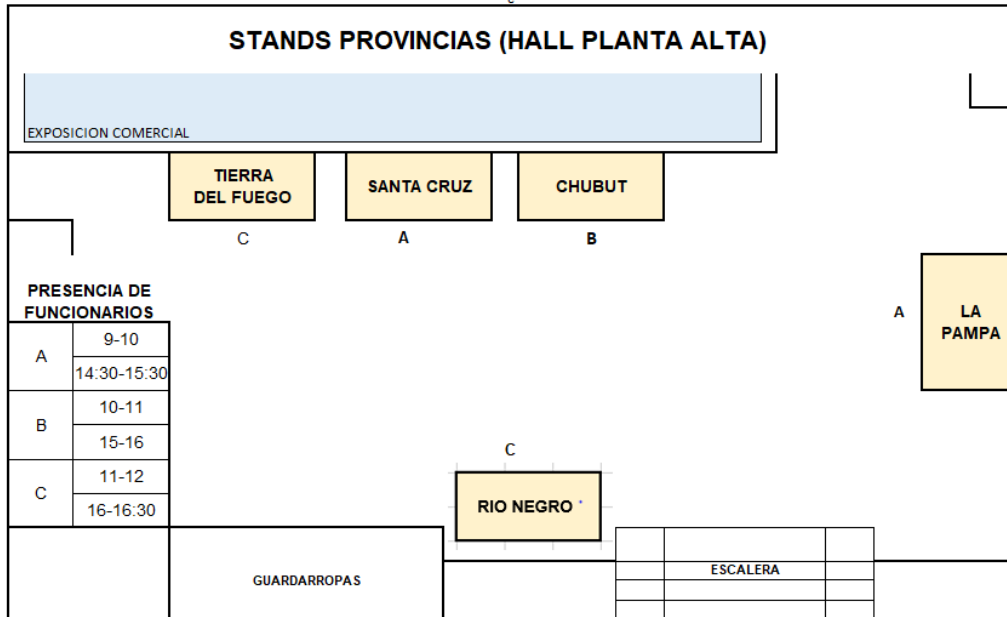 STANDS PROVINCIAS (HALL PLANTA ALTA)
EXPOSICION COMERCIAL
TIERRA
DEL FUEGO
SANTA CRUZ
CHUBUT
C
A
B
PRESENCIA DE
FUNCIONARIOS
A
9-10
14:30-15:30
B
10-11
15-16
C
11-12
16-16:30
A
LA
PAMPA
C
RIO NEGRO *
GUARDARROPAS
ESCALERA